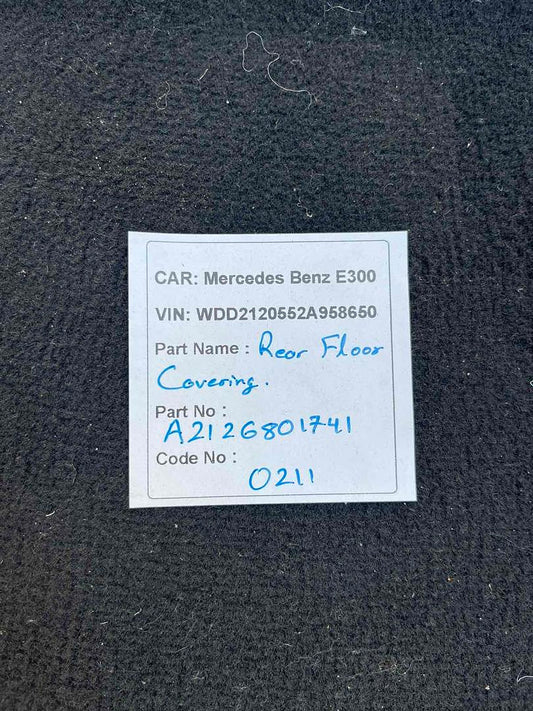 CAR: Mercedes Benz E300
VIN: WDD2120552A958650
Part Name : Rear Floor
Covering.
Part No :
A2126801741
Code No :
0211